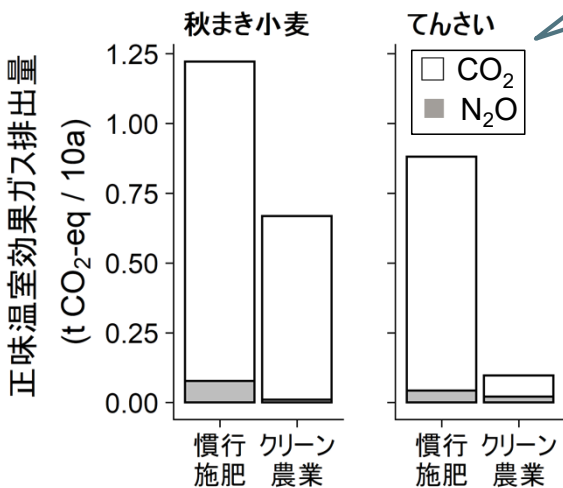 秋まき小麦
てんさい
正味温室効果ガス排出量
(t CO₂-eq / 10a)
1.25
1.00
0.75
0.50
0.25
0.00
CO₂
N₂O
慣行
施肥
クリーン
農業
慣行
施肥
クリーン
農業